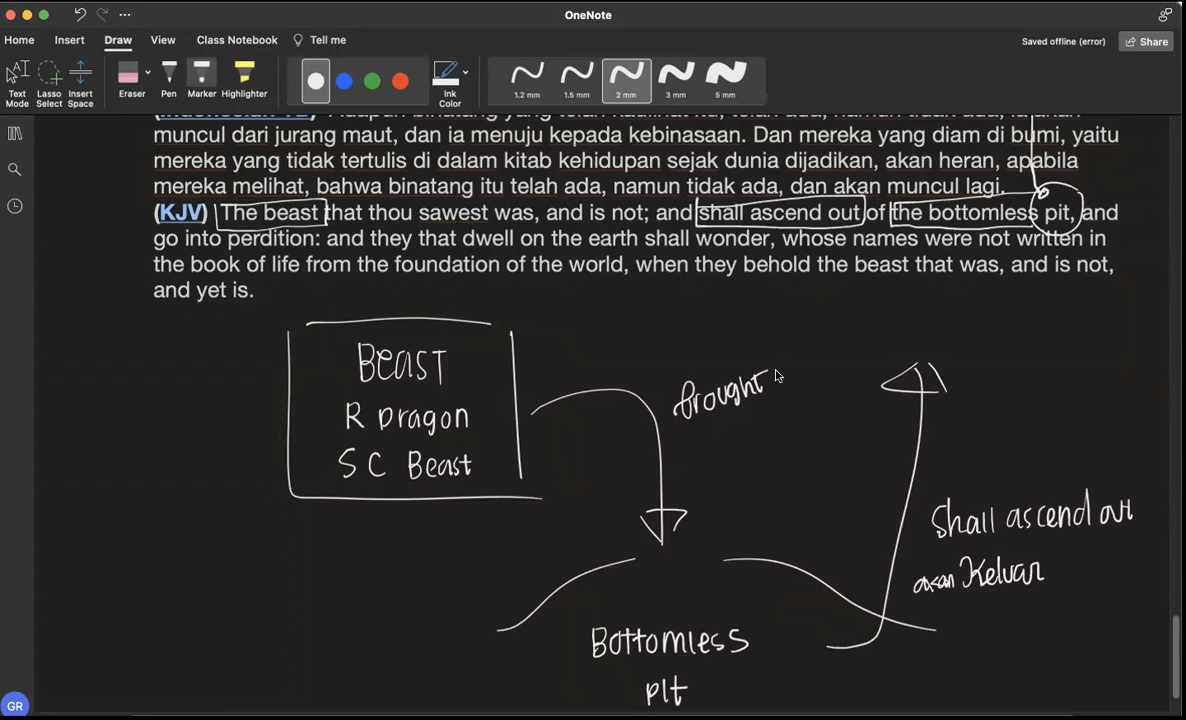 OneNote
Home Insert Draw View Class Notebook Tell me
Saved offline (error) Share
Text Mode
Lasso Select
Insert Space
Eraser
Pen
Marker
Highlighter
Ink Color
1.2 mm
1.5 mm
2 mm
3 mm
5 mm
muncul dari jurang maut, dan ia menuju kepada kebinasaan. Dan mereka yang diam di bumi, yaitu
mereka yang tidak tertulis di dalam kitab kehidupan sejak dunia dijadikan, akan heran, apabila
mereka melihat, bahwa binatang itu telah ada, namun tidak ada, dan akan muncul lagi.
(KJV) The beast that thou sawest was, and is not; and shall ascend out of the bottomless pit, and
go into perdition: and they that dwell on the earth shall wonder, whose names were not written in
the book of life from the foundation of the world, when they behold the beast that was, and is not,
and yet is.
Beast
R Dragon
SC Beast
brought
Shall ascend out
akan Keluar
Bottomless
pit
GR